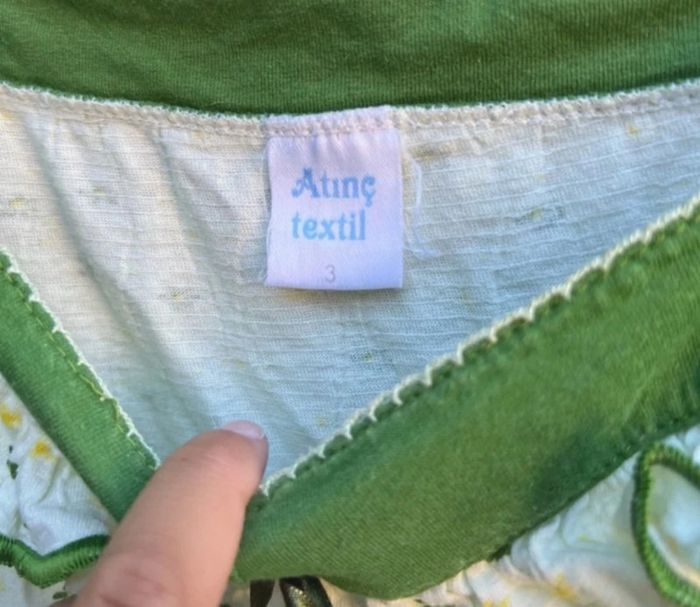 Atınç
textil
3